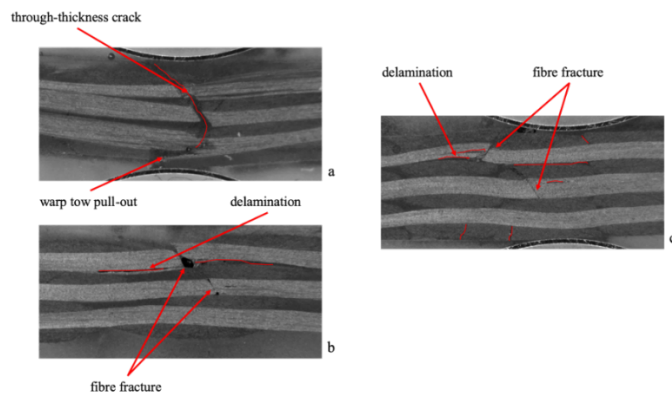 through-thickness crack
a
warp tow pull-out
delamination
b
fibre fracture
delamination
fibre fracture
c